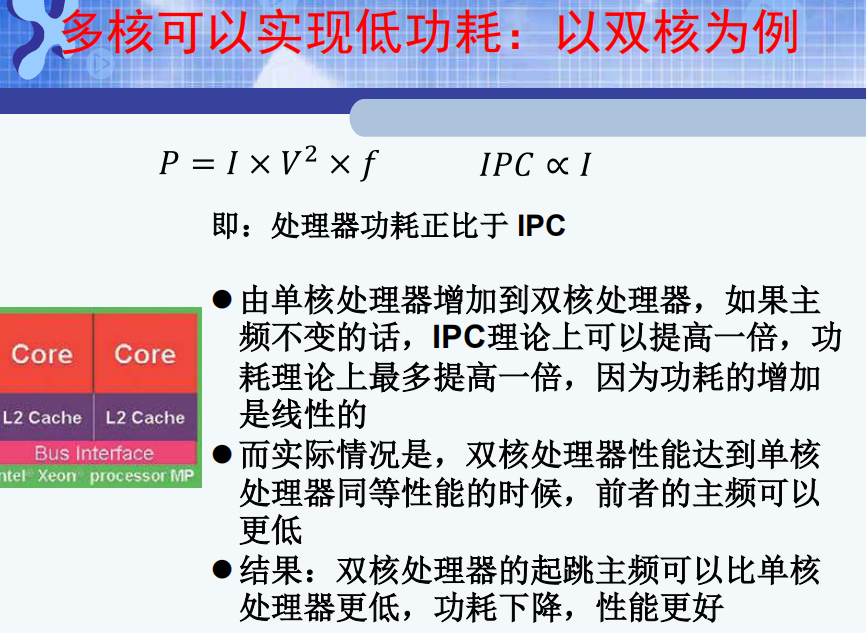 多核可以实现低功耗：以双核为例
P = I × V² × f    IPC ∝ I
即：处理器功耗正比于 IPC
● 由单核处理器增加到双核处理器，如果主
频不变的话，IPC理论上可以提高一倍，功
耗理论上最多提高一倍，因为功耗的增加
是线性的
● 而实际情况是，双核处理器性能达到单核
处理器同等性能的时候，前者的主频可以
更低
● 结果：双核处理器的起跳主频可以比单核
处理器更低，功耗下降，性能更好
Core Core
L2 Cache L2 Cache
Bus Interface
ntel® Xeon® processor MP